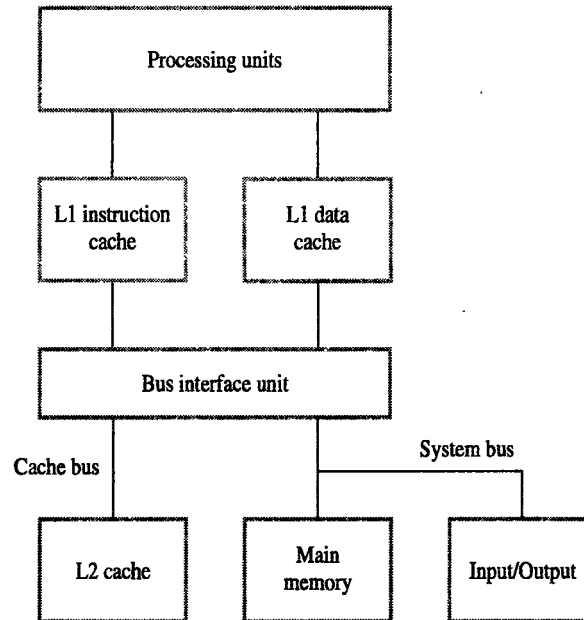 Processing units
L1 instruction
cache
L1 data
cache
Bus interface unit
System bus
Cache bus
L2 cache
Main
memory
Input/Output